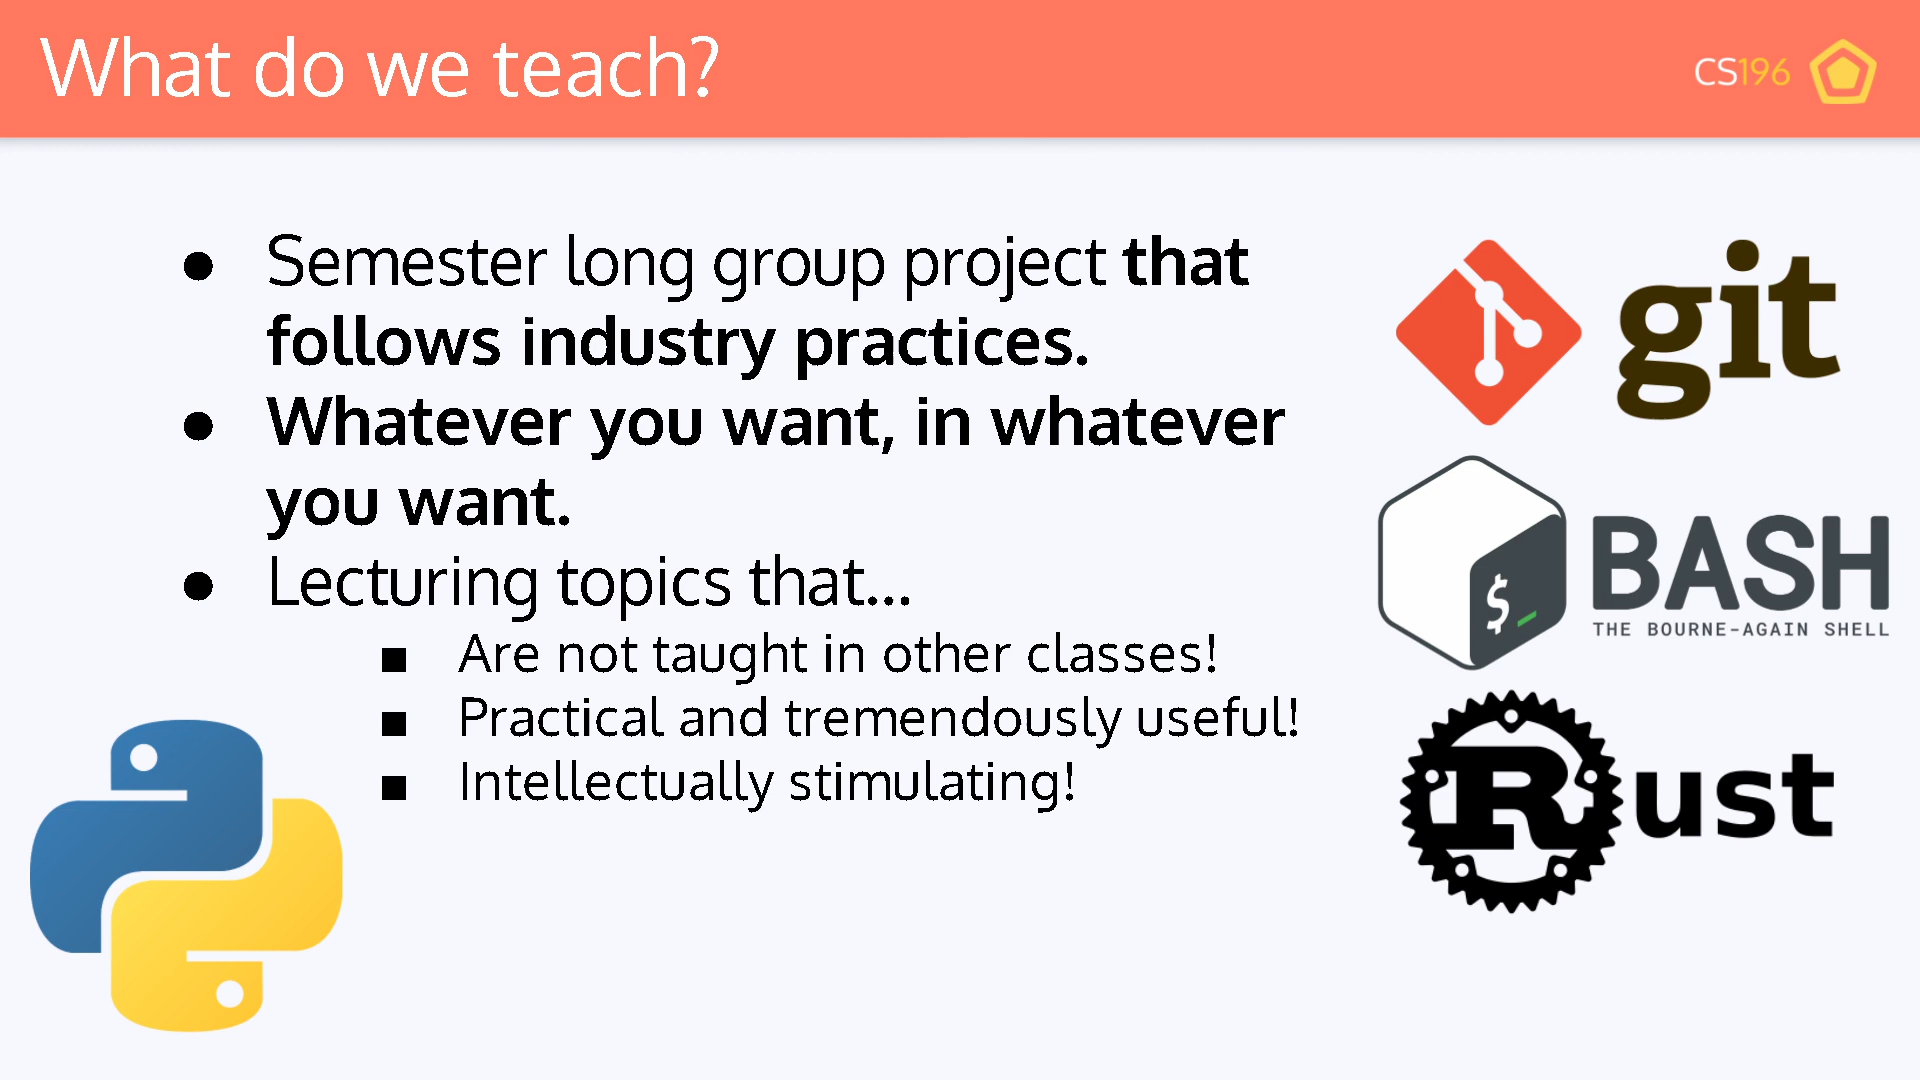 What do we teach?
CS196
● Semester long group project that
follows industry practices.
● Whatever you want, in whatever
you want.
● Lecturing topics that...
■ Are not taught in other classes!
■ Practical and tremendously useful!
■ Intellectually stimulating!
git
$_
BASH
THE BOURNE-AGAIN SHELL
Rust